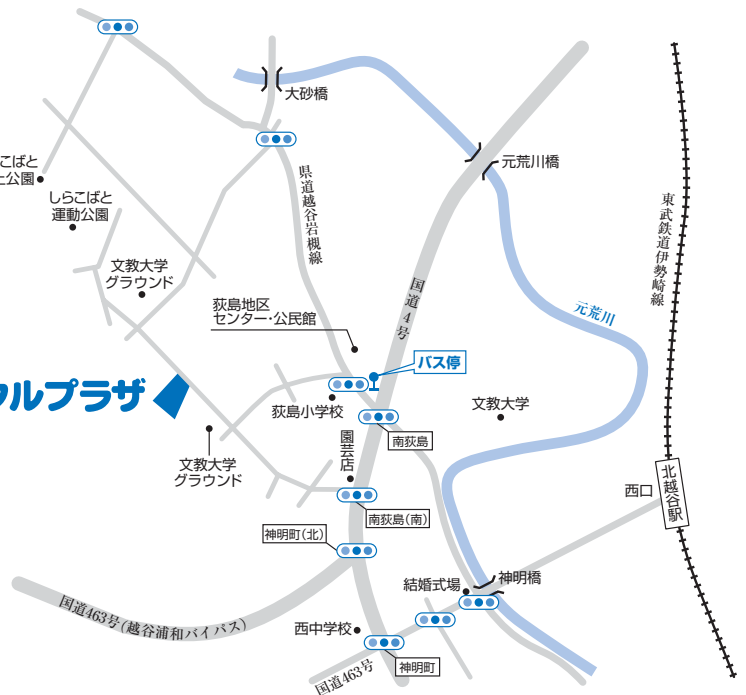 大砂橋
元荒川橋
こばと
公園
しらこばと
運動公園
県道越谷岩槻線
東武鉄道伊勢崎線
文教大学
グラウンド
国道4号
荻島地区
センター・公民館
元荒川
バス停
ルプラザ
荻島小学校
文教大学
南荻島
園芸店
文教大学
グラウンド
西口
北越谷駅
南荻島(南)
神明町(北)
結婚式場
神明橋
国道463号(越谷浦和バイパス)
西中学校
神明町
国道463号